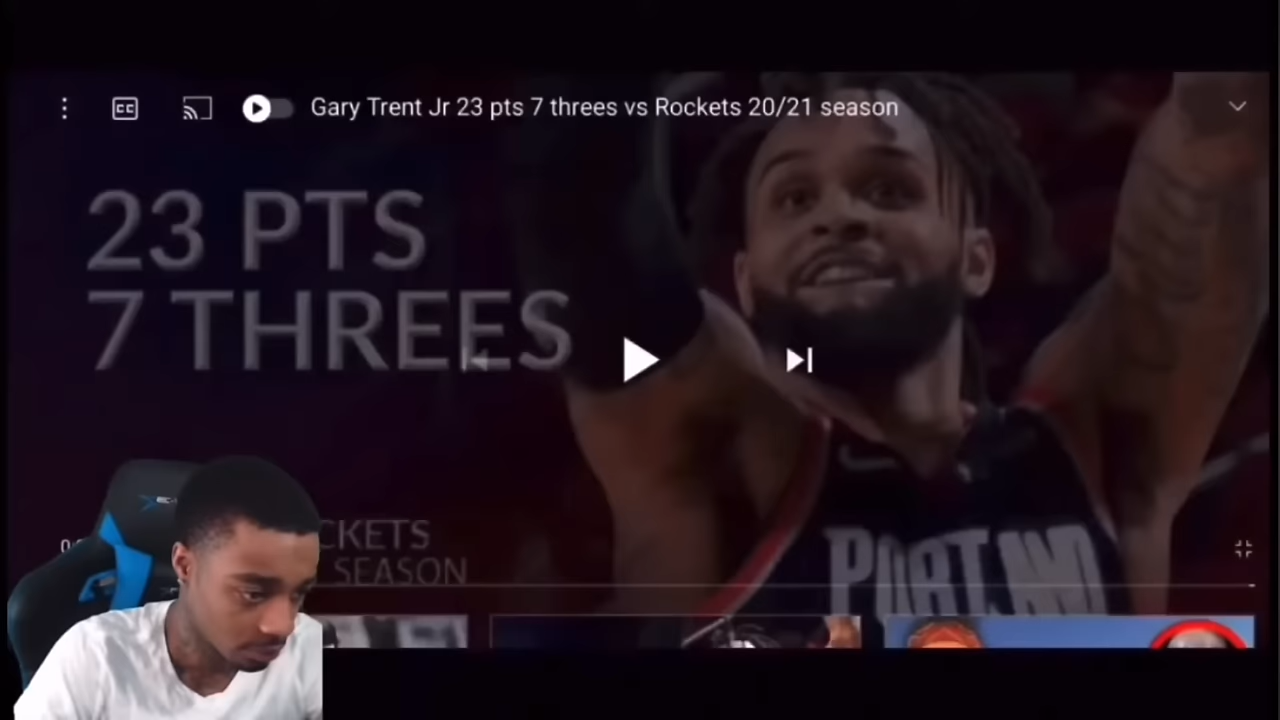 CC
Gary Trent Jr 23 pts 7 threes vs Rockets 20/21 season
23 PTS
7 THREES
CKETS
SEASON
PORTLAND